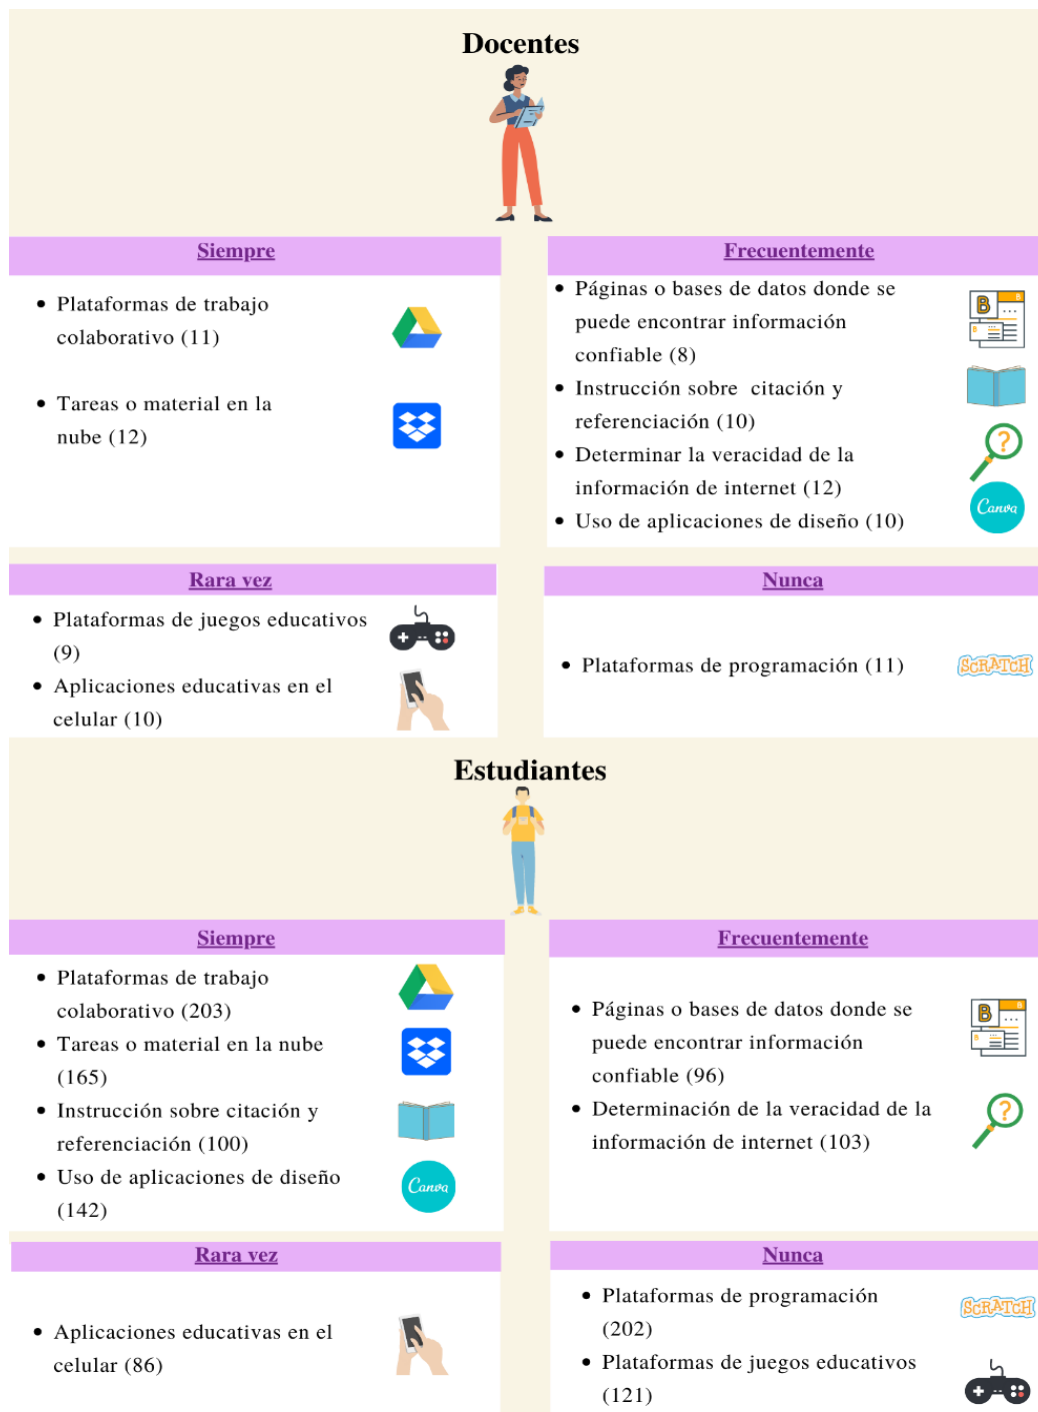 Docentes
Siempre
Plataformas de trabajo
colaborativo (11)
Tareas o material en la
nube (12)
Frecuentemente
Páginas o bases de datos donde se
puede encontrar información
confiable (8)
Instrucción sobre citación y
referenciación (10)
Determinar la veracidad de la
información de internet (12)
Uso de aplicaciones de diseño (10)
B
B
B
?
Canva
Rara vez
Plataformas de juegos educativos
(9)
Aplicaciones educativas en el
celular (10)
Nunca
Plataformas de programación (11)
SCRATCH
Estudiantes
Siempre
Plataformas de trabajo
colaborativo (203)
Tareas o material en la nube
(165)
Instrucción sobre citación y
referenciación (100)
Uso de aplicaciones de diseño
(142)
Canva
Frecuentemente
Páginas o bases de datos donde se
puede encontrar información
confiable (96)
Determinación de la veracidad de la
información de internet (103)
B
B
B
?
Rara vez
Aplicaciones educativas en el
celular (86)
Nunca
Plataformas de programación
(202)
Plataformas de juegos educativos
(121)
SCRATCH